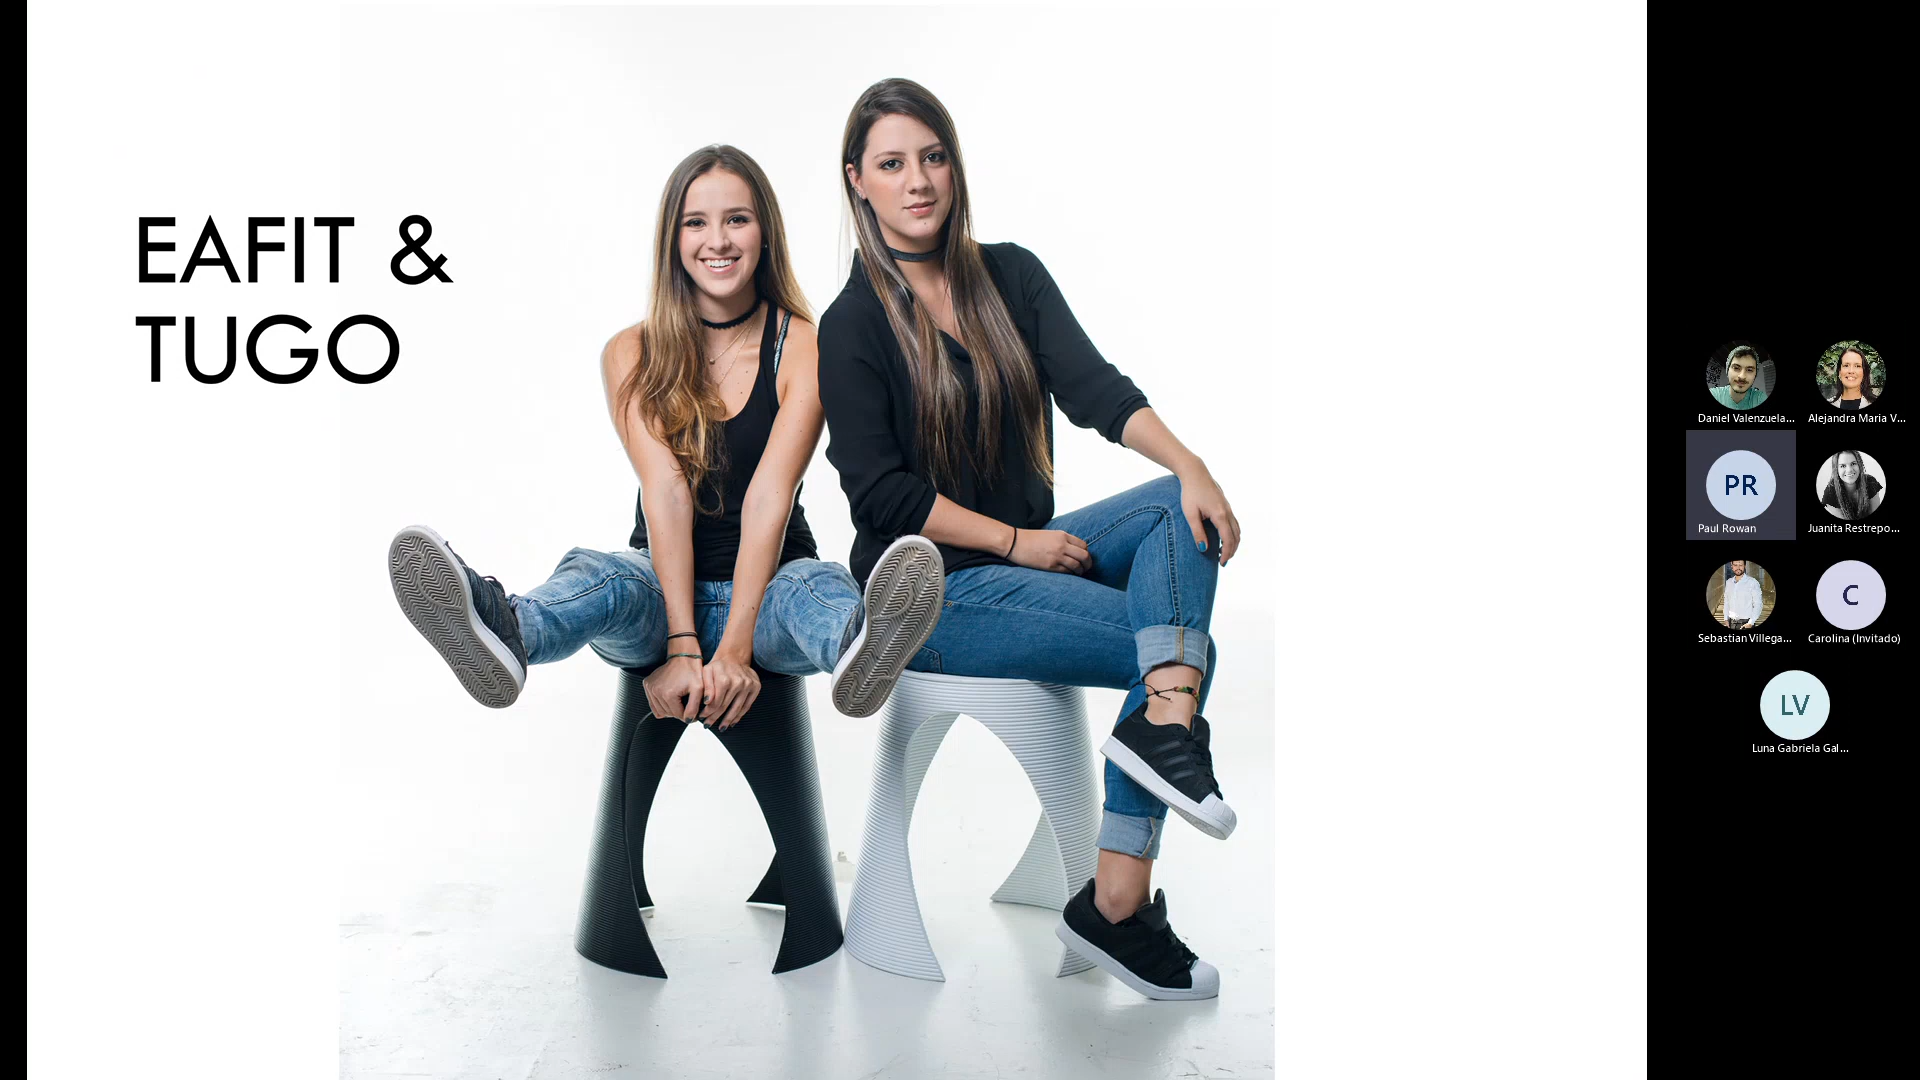 EAFIT &
TUGO
Daniel Valenzuela...
Alejandra Maria V...
PR
Paul Rowan
Juanita Restrepo...
Sebastian Villega...
C
Carolina (Invitado)
LV
Luna Gabriela Gal...